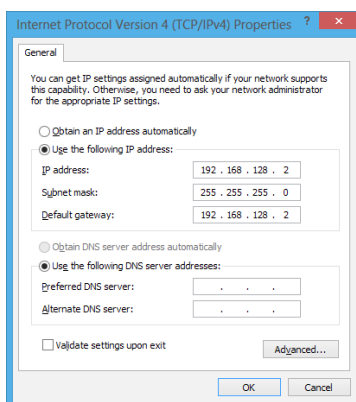 Internet Protocol Version 4 (TCP/IPv4) Properties ? ×
General
You can get IP settings assigned automatically if your network supports
this capability. Otherwise, you need to ask your network administrator
for the appropriate IP settings.
Obtain an IP address automatically
Use the following IP address:
IP address: 192 . 168 . 128 . 2
Subnet mask: 255 . 255 . 255 . 0
Default gateway: 192 . 168 . 128 . 2
Obtain DNS server address automatically
Use the following DNS server addresses:
Preferred DNS server: . . .
Alternate DNS server: . . .
Validate settings upon exit
Advanced...
OK Cancel